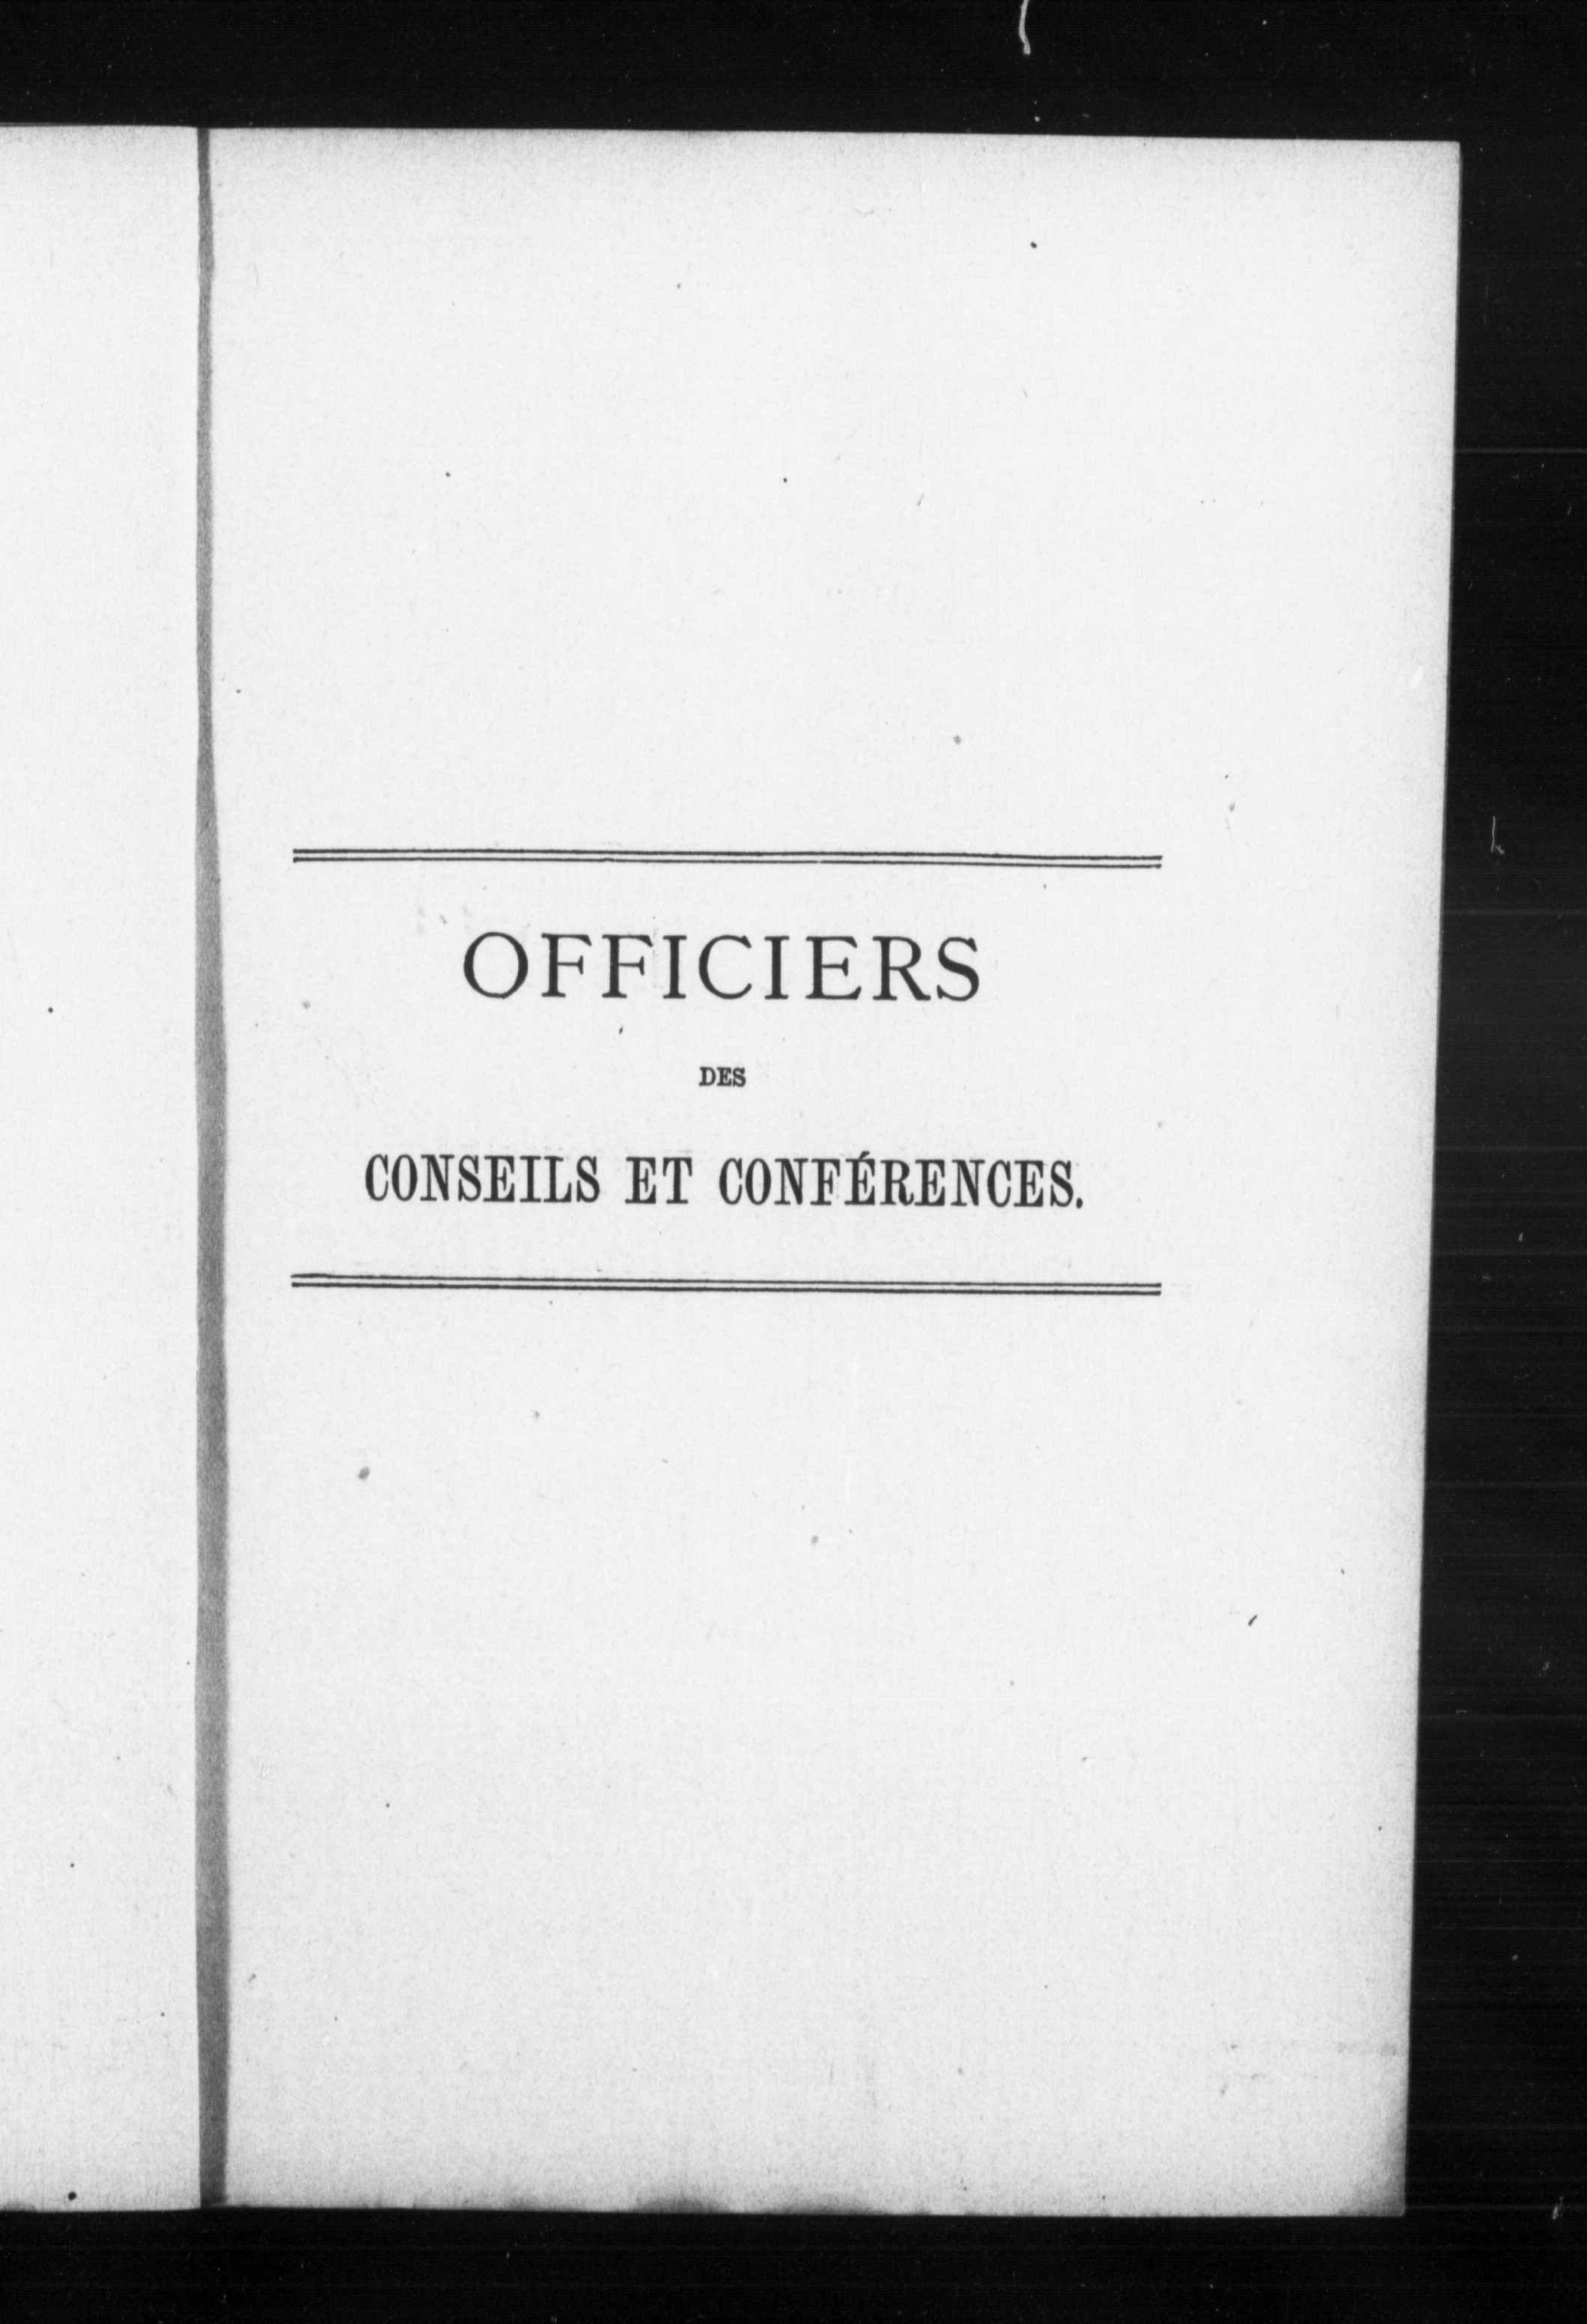 OFFICIERS
DES
CONSEILS ET CONFÉRENCES.